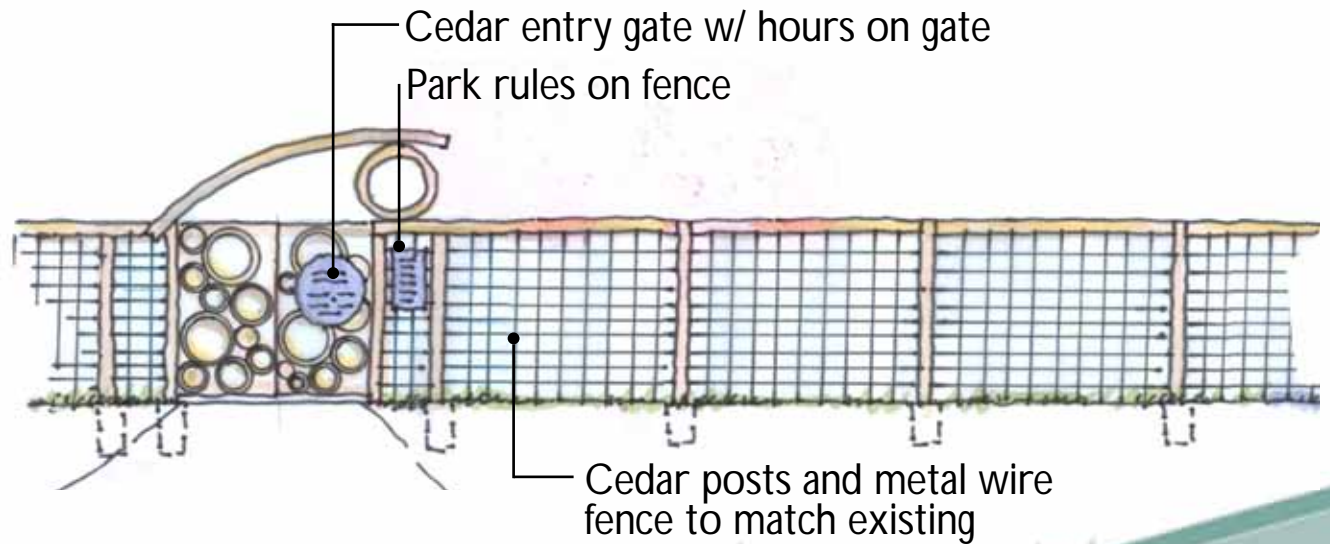 Cedar entry gate w/ hours on gate
Park rules on fence
Cedar posts and metal wire
fence to match existing